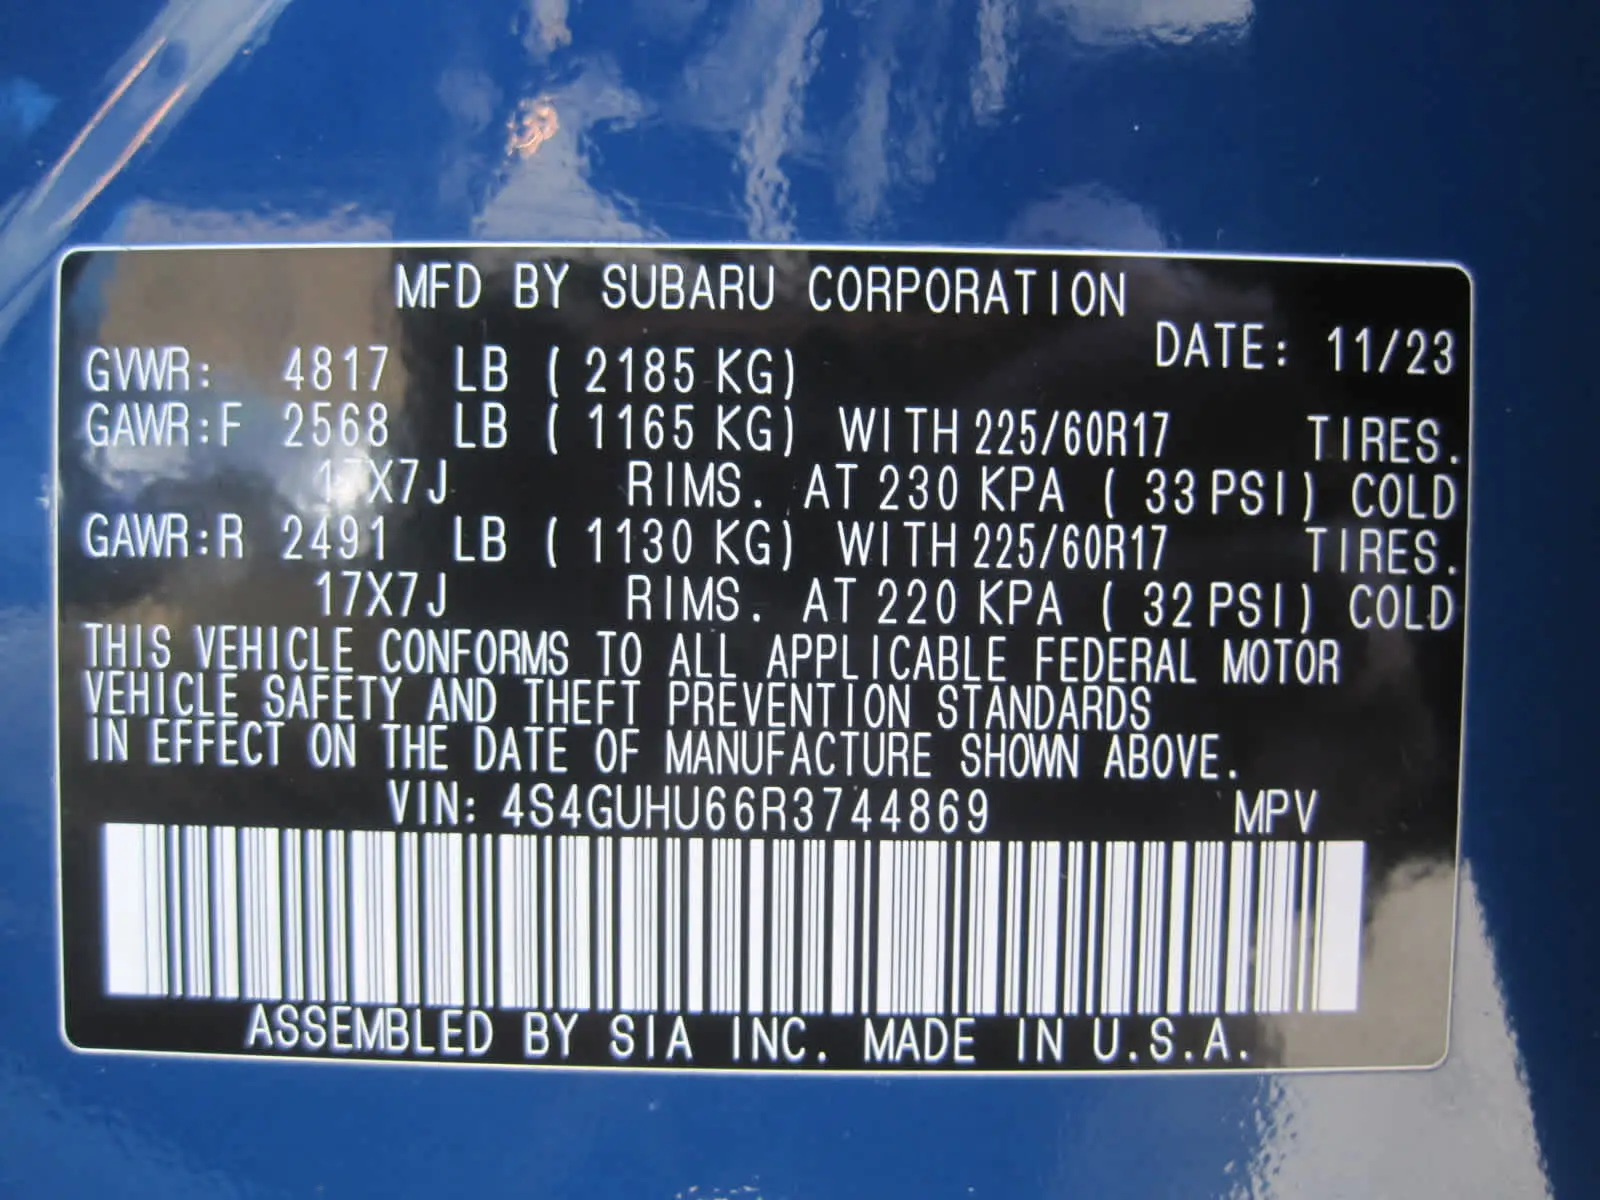 MFD BY SUBARU CORPORATION
DATE: 11/23
GVWR: 4817 LB ( 2185 KG)
GAWR:F 2568 LB ( 1165 KG) WITH 225/60R17 TIRES.
17X7J RIMS. AT 230 KPA ( 33 PSI) COLD
GAWR:R 2491 LB ( 1130 KG) WITH 225/60R17 TIRES.
17X7J RIMS. AT 220 KPA ( 32 PSI) COLD
THIS VEHICLE CONFORMS TO ALL APPLICABLE FEDERAL MOTOR
VEHICLE SAFETY AND THEFT PREVENTION STANDARDS
IN EFFECT ON THE DATE OF MANUFACTURE SHOWN ABOVE.
VIN: 4S4GUHU66R3744869 MPV
ASSEMBLED BY SIA INC. MADE IN U.S.A.